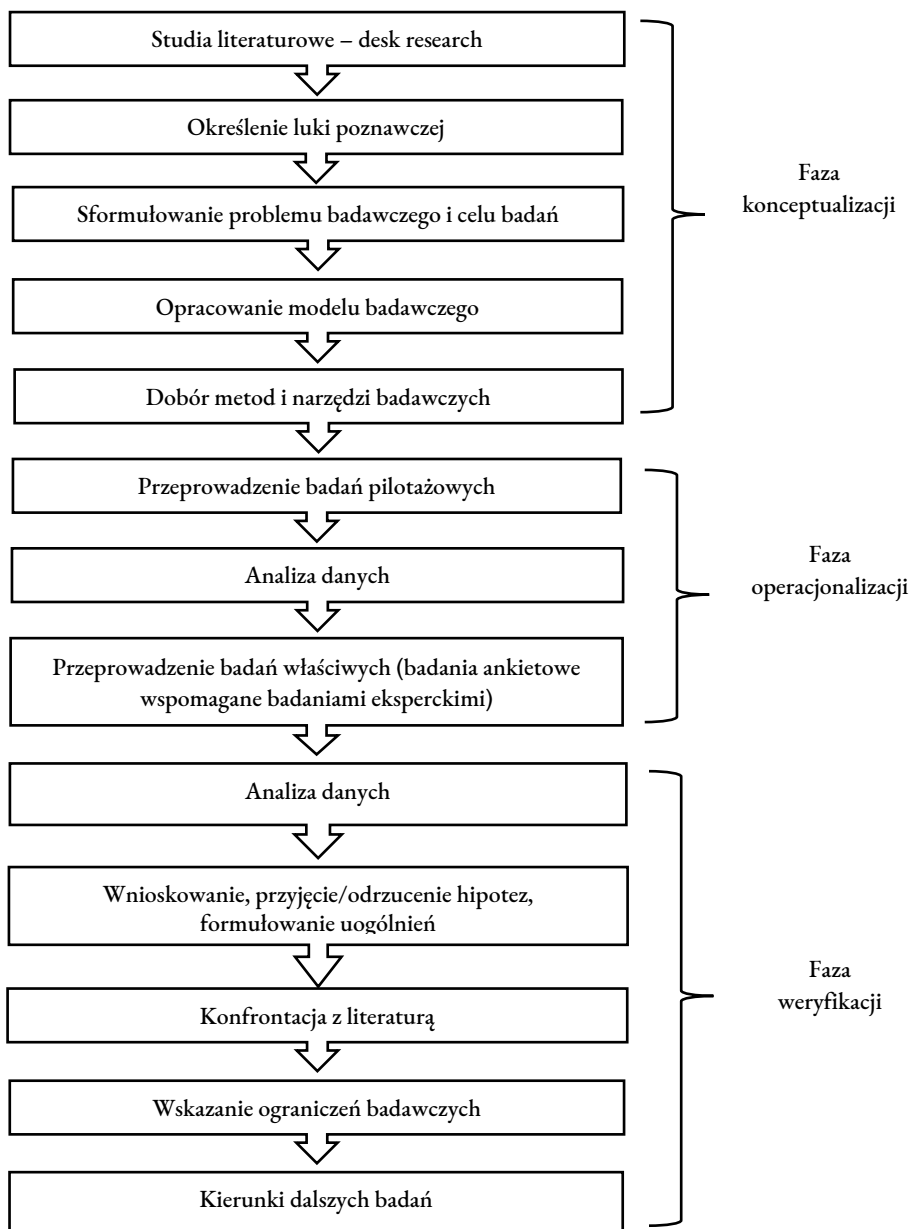 Studia literaturowe – desk research
Określenie luki poznawczej
Sformułowanie problemu badawczego i celu badań
Opracowanie modelu badawczego
Dobór metod i narzędzi badawczych
Faza
konceptualizacji
Przeprowadzenie badań pilotażowych
Analiza danych
Przeprowadzenie badań właściwych (badania ankietowe
wspomagane badaniami eksperckimi)
Faza
operacjonalizacji
Analiza danych
Wnioskowanie, przyjęcie/odrzucenie hipotez,
formułowanie uogólnień
Konfrontacja z literaturą
Wskazanie ograniczeń badawczych
Kierunki dalszych badań
Faza
weryfikacji